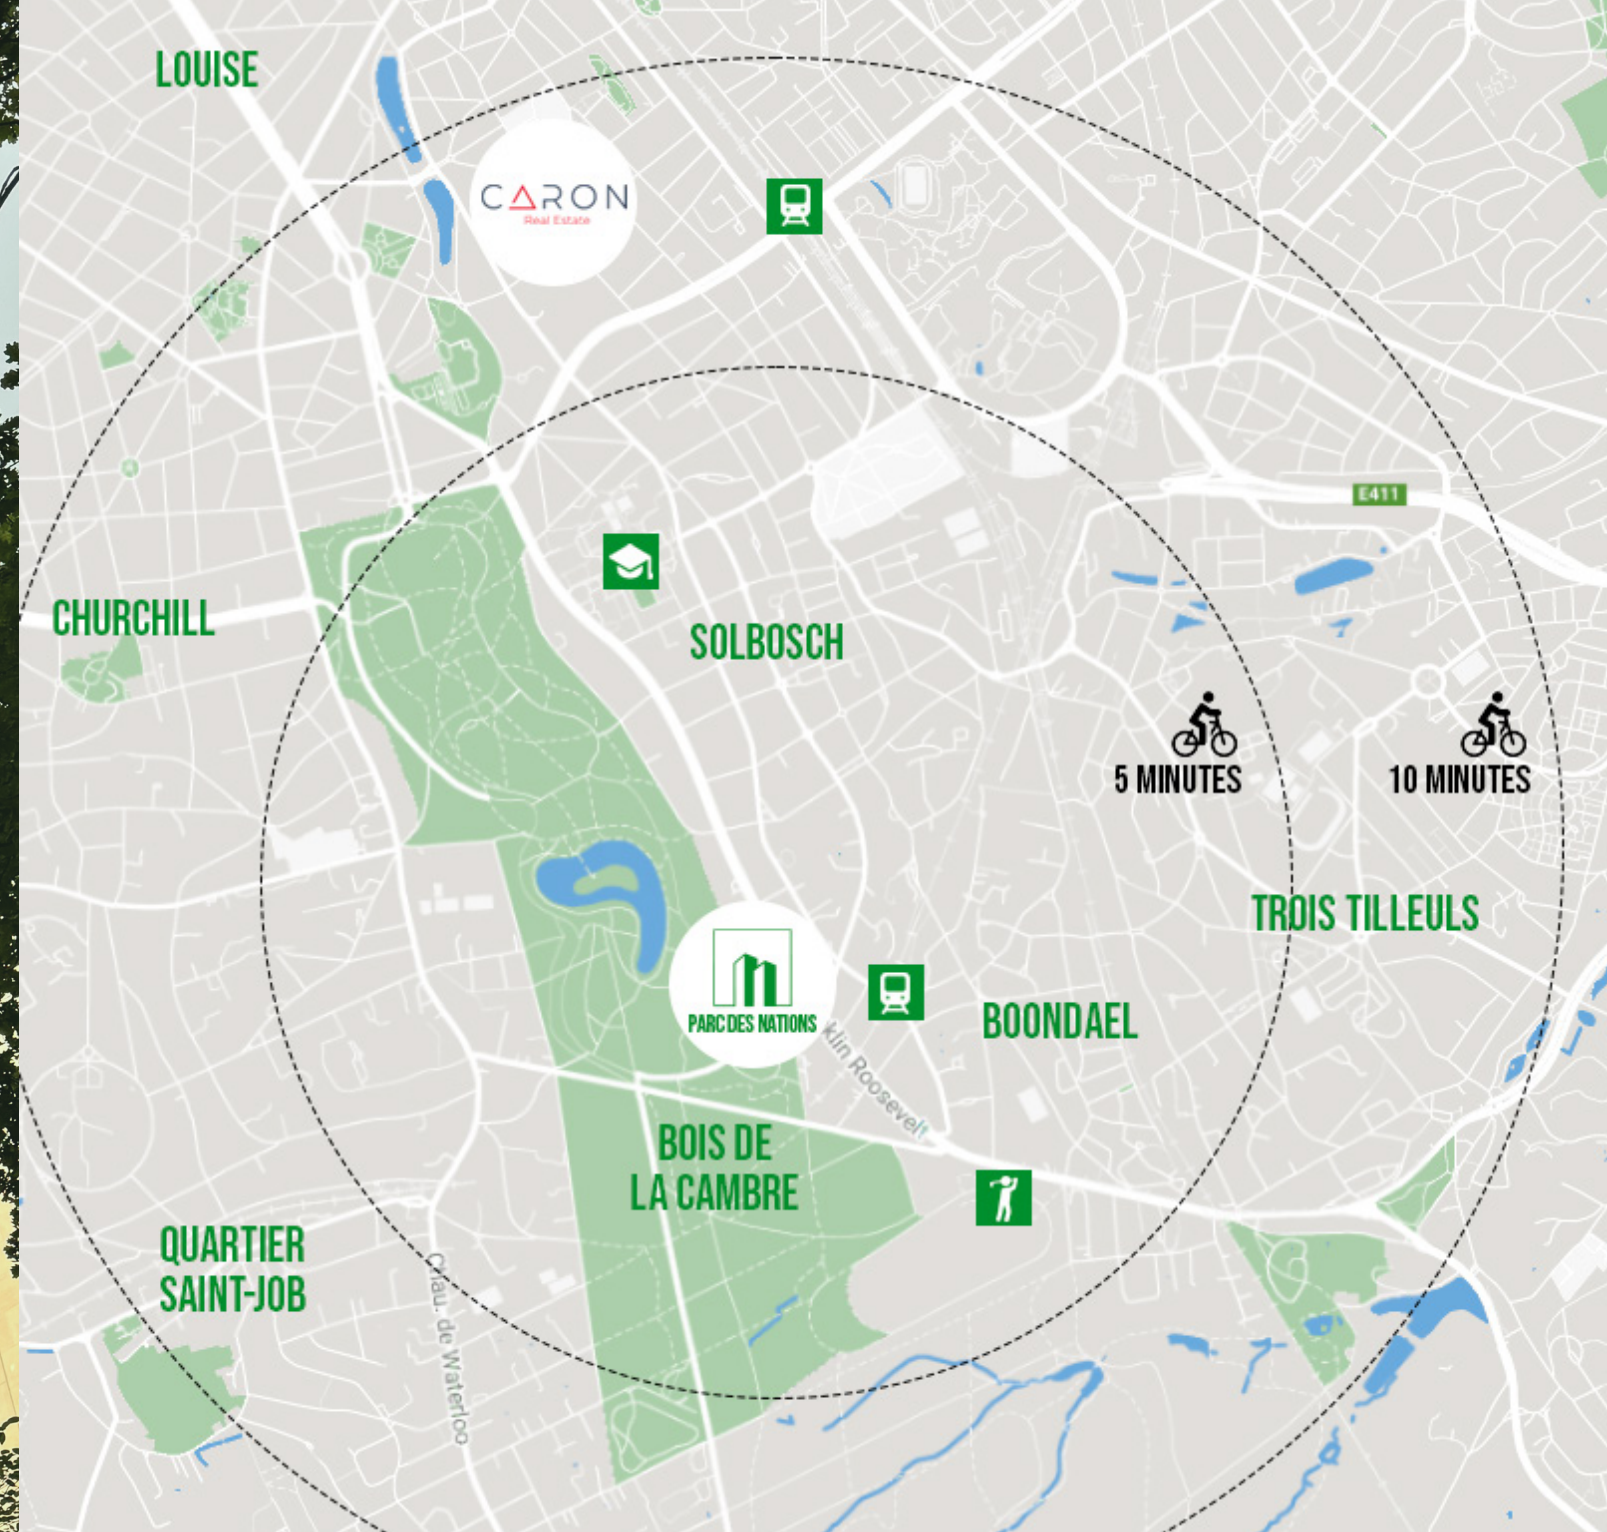 LOUISE
CARON
Real Estate
E411
CHURCHILL
SOLBOSCH
5 MINUTES
10 MINUTES
TROIS TILLEULS
PARC DES NATIONS
BOONDAEL
klin Roosevelt
BOIS DE
LA CAMBRE
QUARTIER
SAINT-JOB
Chau. de Waterloo